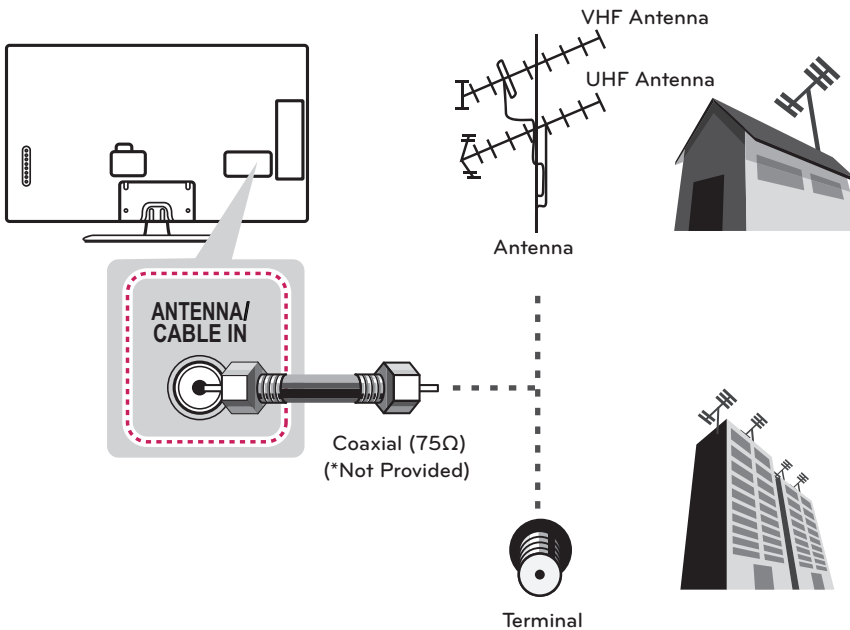 VHF Antenna
UHF Antenna
Antenna
ANTENNA/
CABLE IN
Coaxial (75Ω)
(*Not Provided)
Terminal